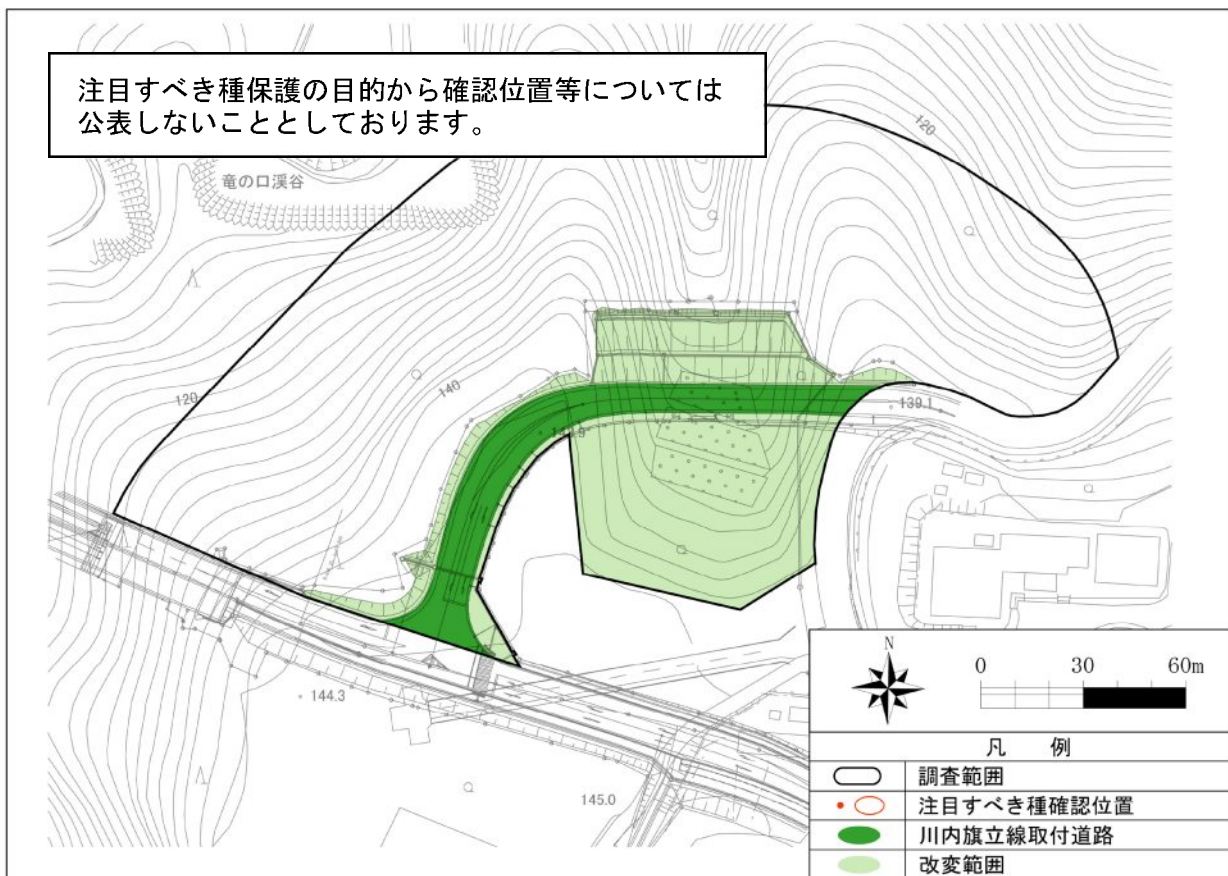 注目すべき種保護の目的から確認位置等については
公表しないこととしております。
120
竜の口渓谷
140
120
139.1
144.3
145.0
N
0 30 60m
凡 例
調査範囲
注目すべき種確認位置
川内旗立線取付道路
改変範囲